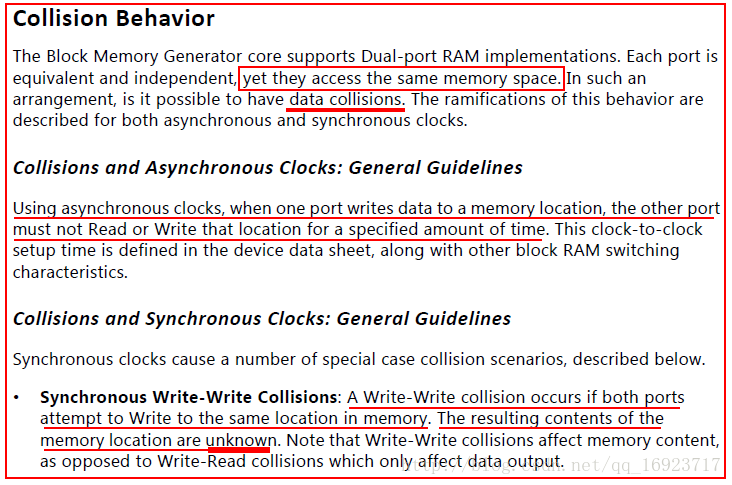 Collision Behavior
The Block Memory Generator core supports Dual-port RAM implementations. Each port is
equivalent and independent, yet they access the same memory space. In such an
arrangement, is it possible to have data collisions. The ramifications of this behavior are
described for both asynchronous and synchronous clocks.
Collisions and Asynchronous Clocks: General Guidelines
Using asynchronous clocks, when one port writes data to a memory location, the other port
must not Read or Write that location for a specified amount of time. This clock-to-clock
setup time is defined in the device data sheet, along with other block RAM switching
characteristics.
Collisions and Synchronous Clocks: General Guidelines
Synchronous clocks cause a number of special case collision scenarios, described below.
• Synchronous Write-Write Collisions: A Write-Write collision occurs if both ports
attempt to Write to the same location in memory. The resulting contents of the
memory location are unknown. Note that Write-Write collisions affect memory content,
as opposed to Write-Read collisions which only affect data output.
http://blog.csdn.net/qq_16923717